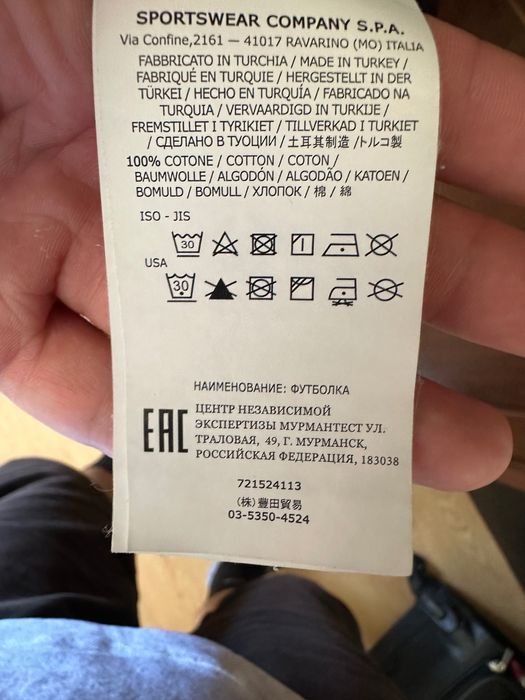 SPORTSWEAR COMPANY S.P.A.
Via Confine,2161 — 41017 RAVARINO (MO) ITALIA
FABBRICATO IN TURCHIA / MADE IN TURKEY /
FABRIQUÉ EN TURQUIE / HERGESTELLT IN DER
TÜRKEI / HECHO EN TURQUÍA / FABRICADO NA
TURQUIA / VERVAARDIGD IN TURKIJE /
FREMSTILLET I TYRIKIET / TILLVERKAD I TURKIET
/ СДЕЛАНО В ТУОЦИИ / 土耳其制造 /トルコ製
100% COTONE / COTTON / COTON /
BAUMWOLLE / ALGODÓN / ALGODÃO / KATOEN /
BOMULD / BOMULL / ХЛОПОК / 棉 / 綿
ISO - JIS
30
USA
30
НАИМЕНОВАНИЕ: ФУТБОЛКА
EAC
ЦЕНТР НЕЗАВИСИМОЙ
ЭКСПЕРТИЗЫ МУРМАНТЕСТ УЛ.
ТРАЛОВАЯ, 49, Г. МУРМАНСК,
РОССИЙСКАЯ ФЕДЕРАЦИЯ, 183038
721524113
(株) 豊田貿易
03-5350-4524